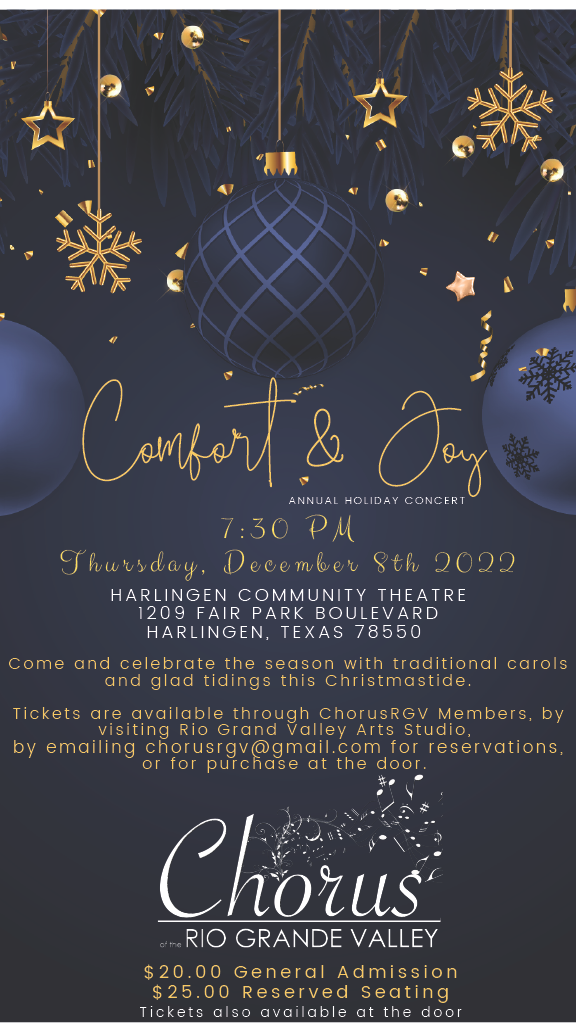 Comfort & Joy
ANNUAL HOLIDAY CONCERT
7:30 PM
Thursday, December 8th 2022
HARLINGEN COMMUNITY THEATRE
1209 FAIR PARK BOULEVARD
HARLINGEN, TEXAS 78550
Come and celebrate the season with traditional carols
and glad tidings this Christmastide.
Tickets are available through ChorusRGV Members, by
visiting Rio Grand Valley Arts Studio,
by emailing chorusrgv@gmail.com for reservations,
or for purchase at the door.
Chorus
of the RIO GRANDE VALLEY
$20.00 General Admission
$25.00 Reserved Seating
Tickets also available at the door